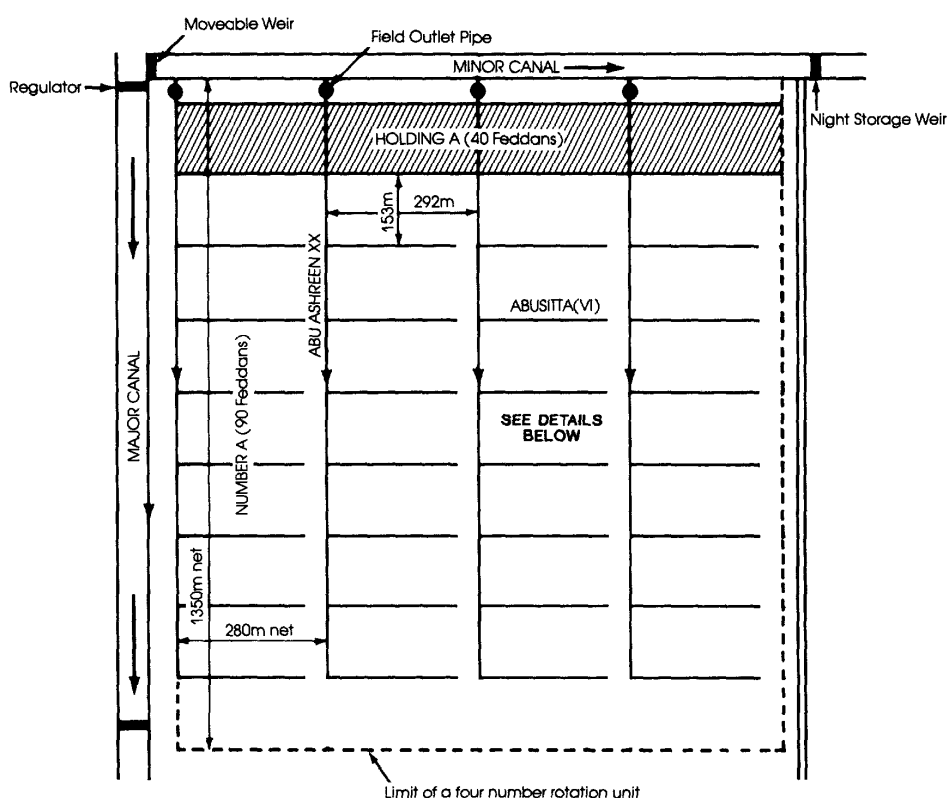 Moveable Weir
Field Outlet Pipe
MINOR CANAL
Regulator
Night Storage Weir
HOLDING A (40 Feddans)
153m
292m
ABU ASHREEN XX
ABUSITTA(VI)
MAJOR CANAL
NUMBER A (90 Feddans)
SEE DETAILS
BELOW
1350m net
280m net
Limit of a four number rotation unit